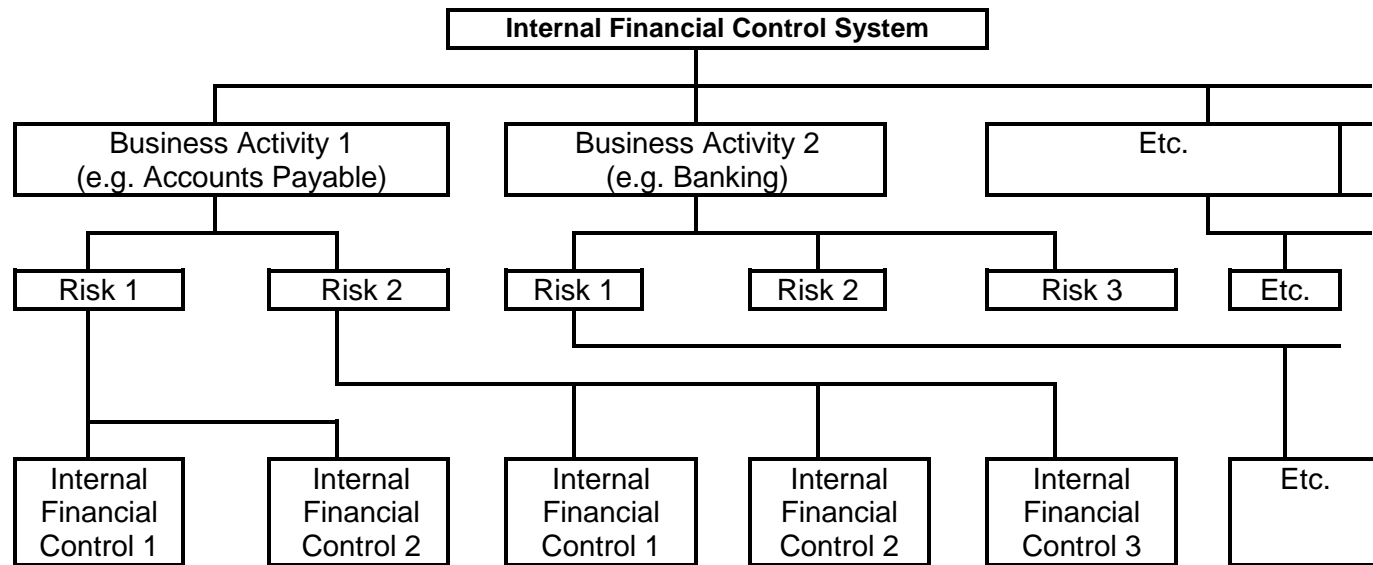 Internal Financial Control System
Business Activity 1
(e.g. Accounts Payable)
Business Activity 2
(e.g. Banking)
Etc.
Risk 1
Risk 2
Risk 1
Risk 2
Risk 3
Etc.
Internal
Financial
Control 1
Internal
Financial
Control 2
Internal
Financial
Control 1
Internal
Financial
Control 2
Internal
Financial
Control 3
Etc.